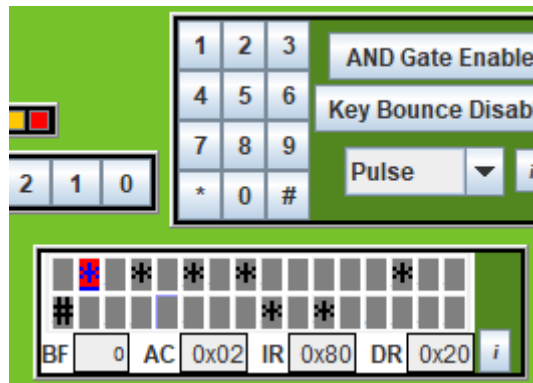 1 2 3 AND Gate Enable
4 5 6 Key Bounce Disab
7 8 9
Pulse i
* 0 #
2 1 0
* * * * *
# * *
BF 0 AC 0x02 IR 0x80 DR 0x20 i